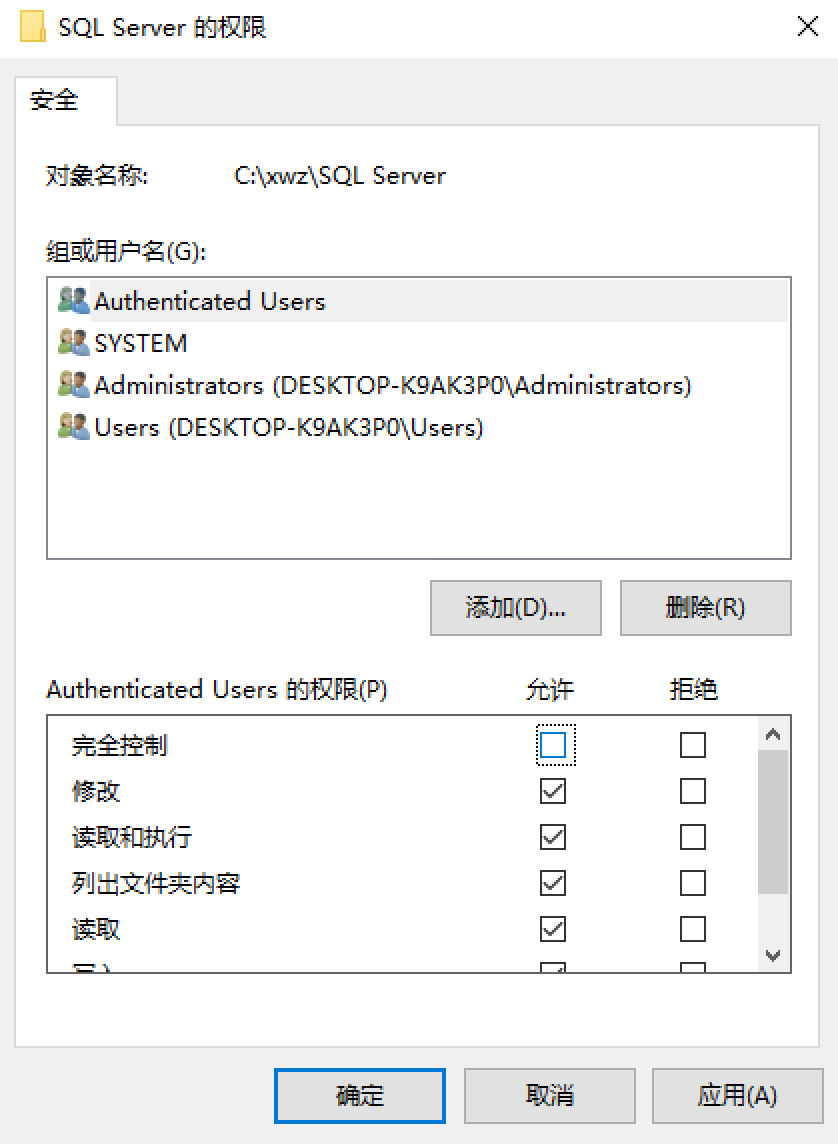 SQL Server 的权限
安全
对象名称: C:\xwz\SQL Server
组或用户名(G):
Authenticated Users
SYSTEM
Administrators (DESKTOP-K9AK3P0\Administrators)
Users (DESKTOP-K9AK3P0\Users)
添加(D)... 删除(R)
Authenticated Users 的权限(P) 允许 拒绝
完全控制
修改
读取和执行
列出文件夹内容
读取
确定 取消 应用(A)